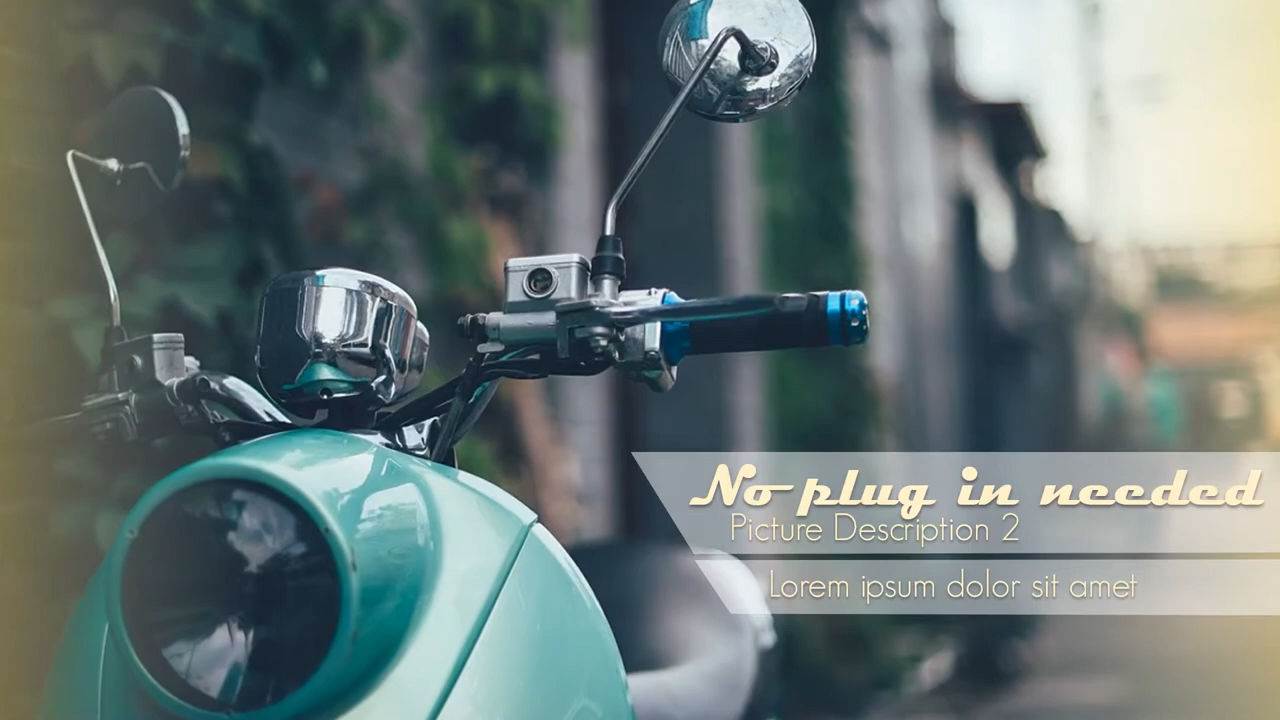 No plug in needed
Picture Description 2
Lorem ipsum dolor sit amet